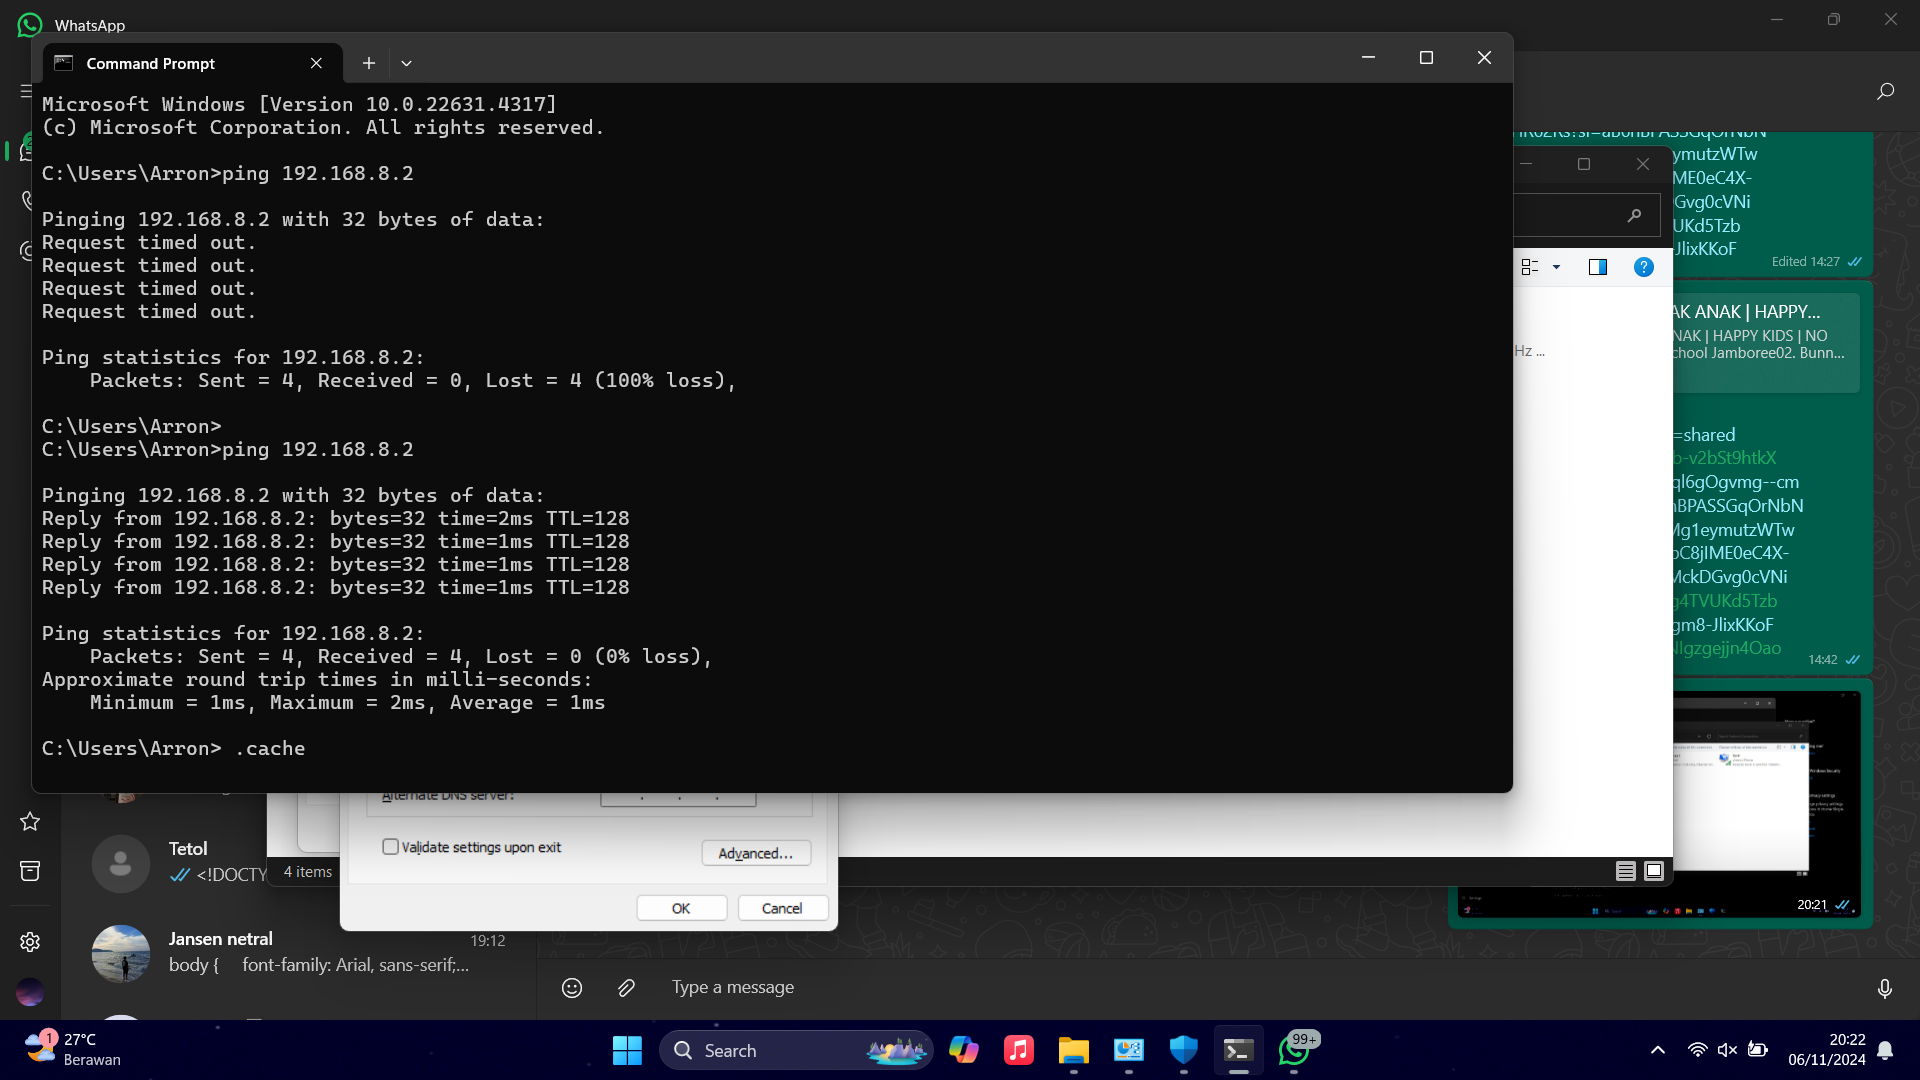 WhatsApp
Command Prompt
Microsoft Windows [Version 10.0.22631.4317]
(c) Microsoft Corporation. All rights reserved.
C:\Users\Arron>ping 192.168.8.2
Pinging 192.168.8.2 with 32 bytes of data:
Request timed out.
Request timed out.
Request timed out.
Request timed out.
Ping statistics for 192.168.8.2:
Packets: Sent = 4, Received = 0, Lost = 4 (100% loss),
C:\Users\Arron>
C:\Users\Arron>ping 192.168.8.2
Pinging 192.168.8.2 with 32 bytes of data:
Reply from 192.168.8.2: bytes=32 time=2ms TTL=128
Reply from 192.168.8.2: bytes=32 time=1ms TTL=128
Reply from 192.168.8.2: bytes=32 time=1ms TTL=128
Reply from 192.168.8.2: bytes=32 time=1ms TTL=128
Ping statistics for 192.168.8.2:
Packets: Sent = 4, Received = 4, Lost = 0 (0% loss),
Approximate round trip times in milli-seconds:
Minimum = 1ms, Maximum = 2ms, Average = 1ms
C:\Users\Arron> .cache
ymutzWTw
ME0eC4X-
Gvg0cVNi
UKd5Tzb
JlixKKoF
Edited 14:27
AK ANAK | HAPPY...
NAK | HAPPY KIDS | NO
chool Jamboree02. Bunn...
Hz ...
=shared
b-v2bSt9htkX
ql6gOgvmg--cm
BPASSGqOrNbN
Mg1eymutzWTw
oC8jIME0eC4X-
MckDGvg0cVNi
g4TVUKd5Tzb
gm8-JlixKKoF
NIgzgejjn4Oao
14:42
20:21
Alternate DNS server:
Validate settings upon exit
Advanced...
OK
Cancel
4 items
Tetol
<!DOCTY
Jansen netral
19:12
body { font-family: Arial, sans-serif;...
Type a message
1
27°C
Berawan
Search
99+
20:22
06/11/2024